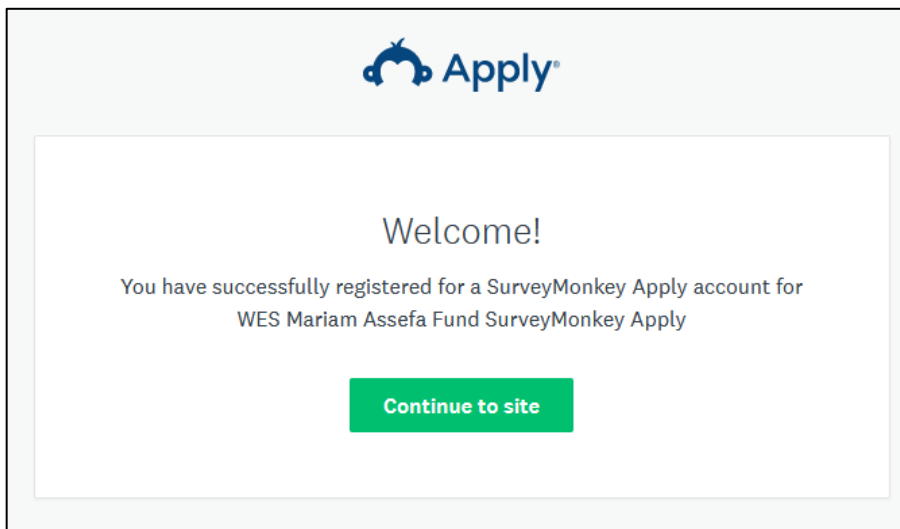 Apply®
Welcome!
You have successfully registered for a SurveyMonkey Apply account for
WES Mariam Assefa Fund SurveyMonkey Apply
Continue to site